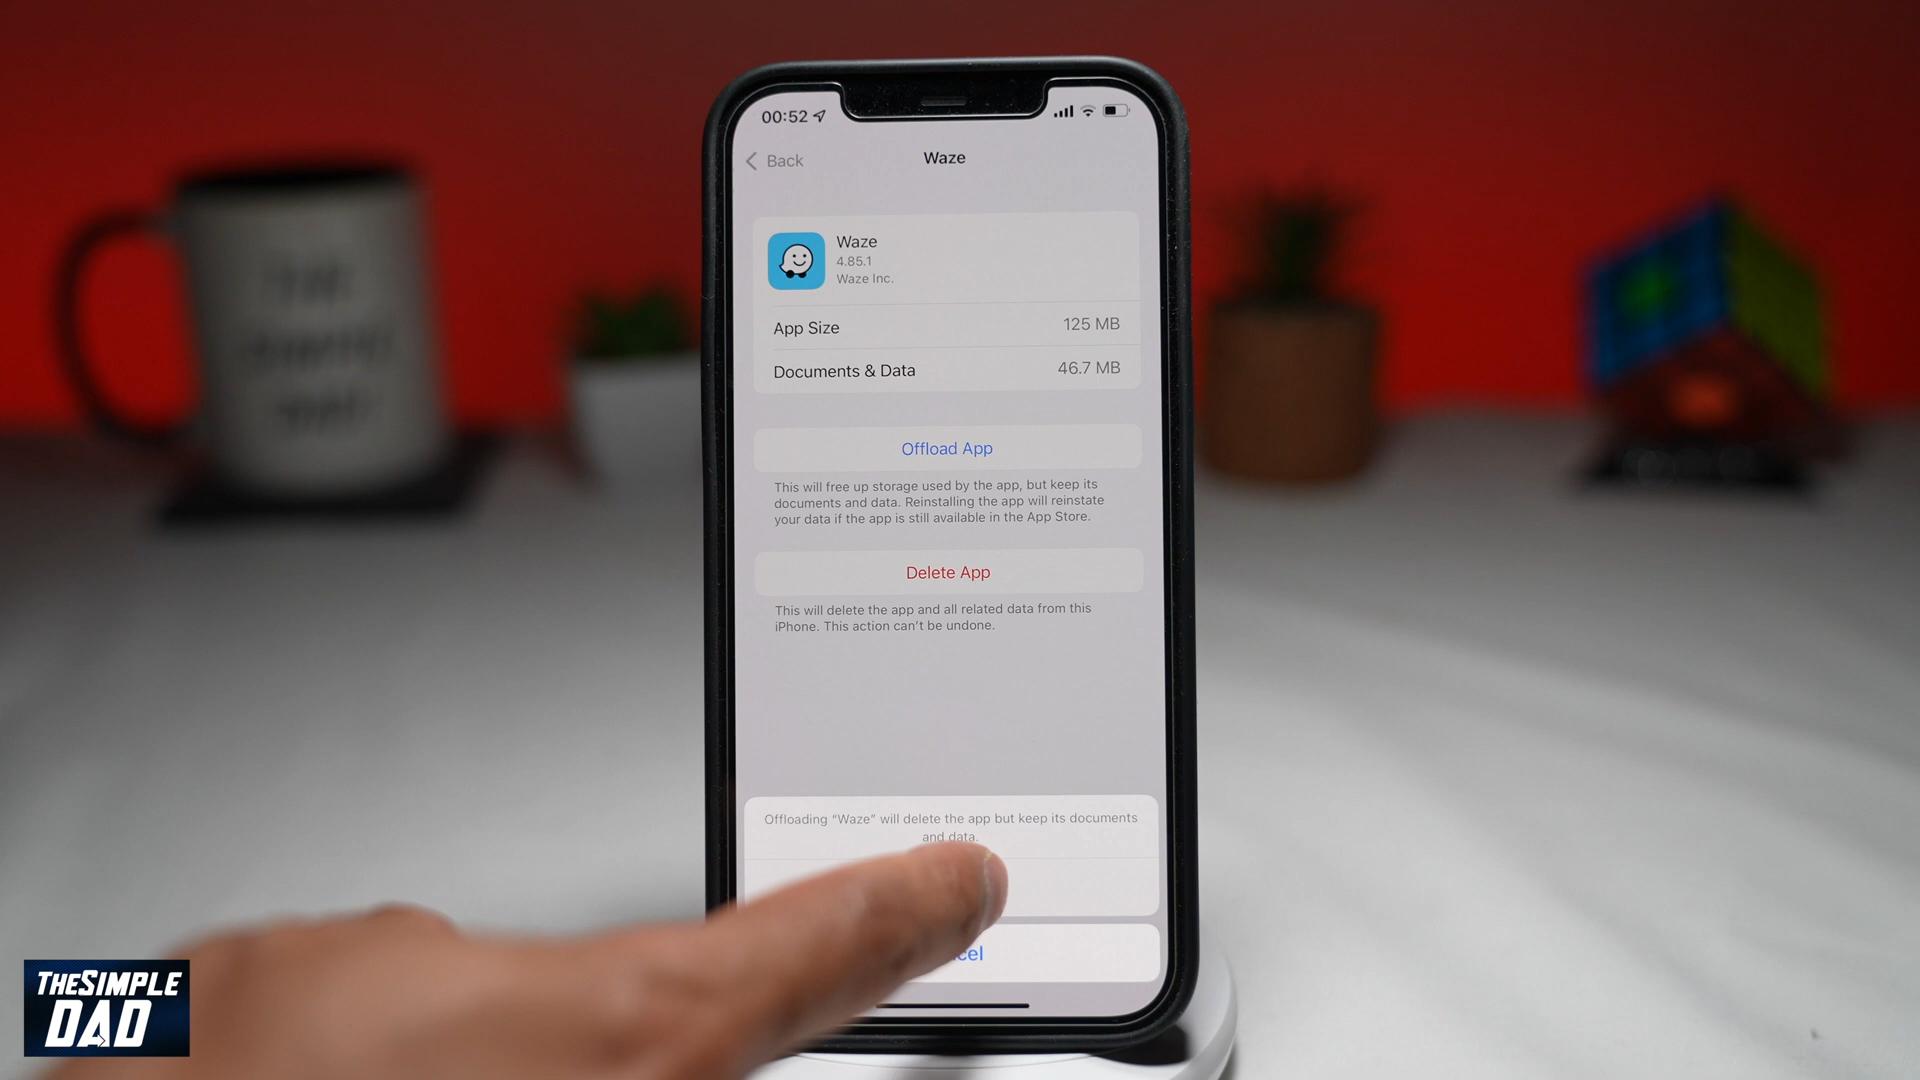 00:52
Back
Waze
Waze
4.85.1
Waze Inc.
App Size
125 MB
Documents & Data
46.7 MB
Offload App
This will free up storage used by the app, but keep its
documents and data. Reinstalling the app will reinstate
your data if the app is still available in the App Store.
Delete App
This will delete the app and all related data from this
iPhone. This action can't be undone.
Offloading “Waze” will delete the app but keep its documents
and data.
THE SIMPLE
DAD